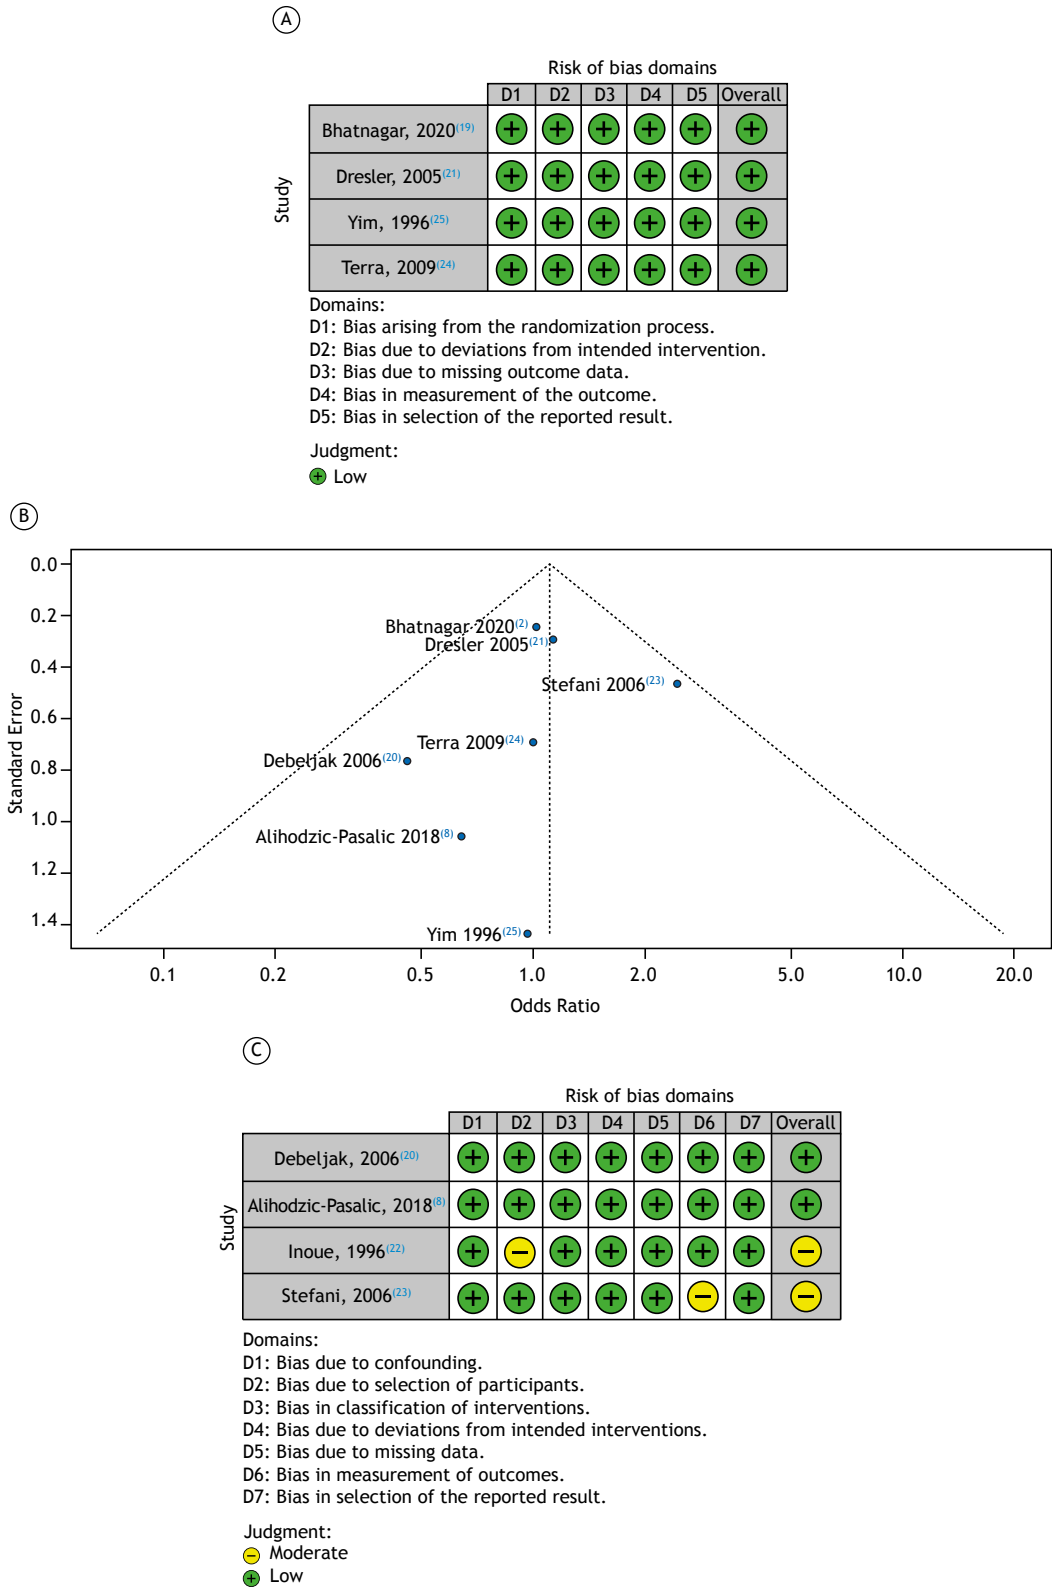 A
Risk of bias domains
D1 D2 D3 D4 D5 Overall
Study
Bhatnagar, 2020(19) + + + + + +
Dresler, 2005(21) + + + + + +
Yim, 1996(25) + + + + + +
Terra, 2009(24) + + + + + +
Domains:
D1: Bias arising from the randomization process.
D2: Bias due to deviations from intended intervention.
D3: Bias due to missing outcome data.
D4: Bias in measurement of the outcome.
D5: Bias in selection of the reported result.
Judgment:
+ Low
B
Standard Error
0.0
0.2
0.4
0.6
0.8
1.0
1.2
1.4
Bhatnagar 2020(2)
Dresler 2005(21)
Stefani 2006(23)
Terra 2009(24)
Debeljak 2006(20)
Alihodzic-Pasalic 2018(8)
Yim 1996(25)
0.1 0.2 0.5 1.0 2.0 5.0 10.0 20.0
Odds Ratio
C
Risk of bias domains
D1 D2 D3 D4 D5 D6 D7 Overall
Study
Debeljak, 2006(20) + + + + + + + +
Alihodzic-Pasalic, 2018(8) + + + + + + + +
Inoue, 1996(22) + − + + + + + −
Stefani, 2006(23) + + + + + − + −
Domains:
D1: Bias due to confounding.
D2: Bias due to selection of participants.
D3: Bias in classification of interventions.
D4: Bias due to deviations from intended interventions.
D5: Bias due to missing data.
D6: Bias in measurement of outcomes.
D7: Bias in selection of the reported result.
Judgment:
− Moderate
+ Low